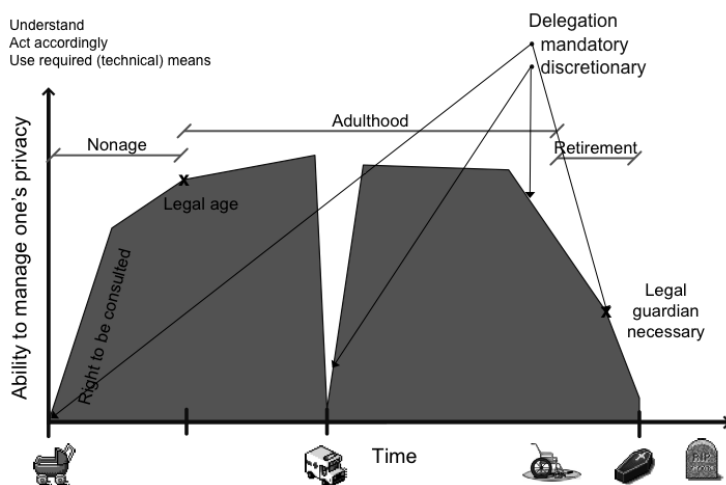 Understand
Act accordingly
Use required (technical) means
Delegation
mandatory
discretionary
Adulthood
Nonage
Retirement
Legal age
Ability to manage one's privacy
Right to be consulted
Legal
guardian
necessary
Time
RIP